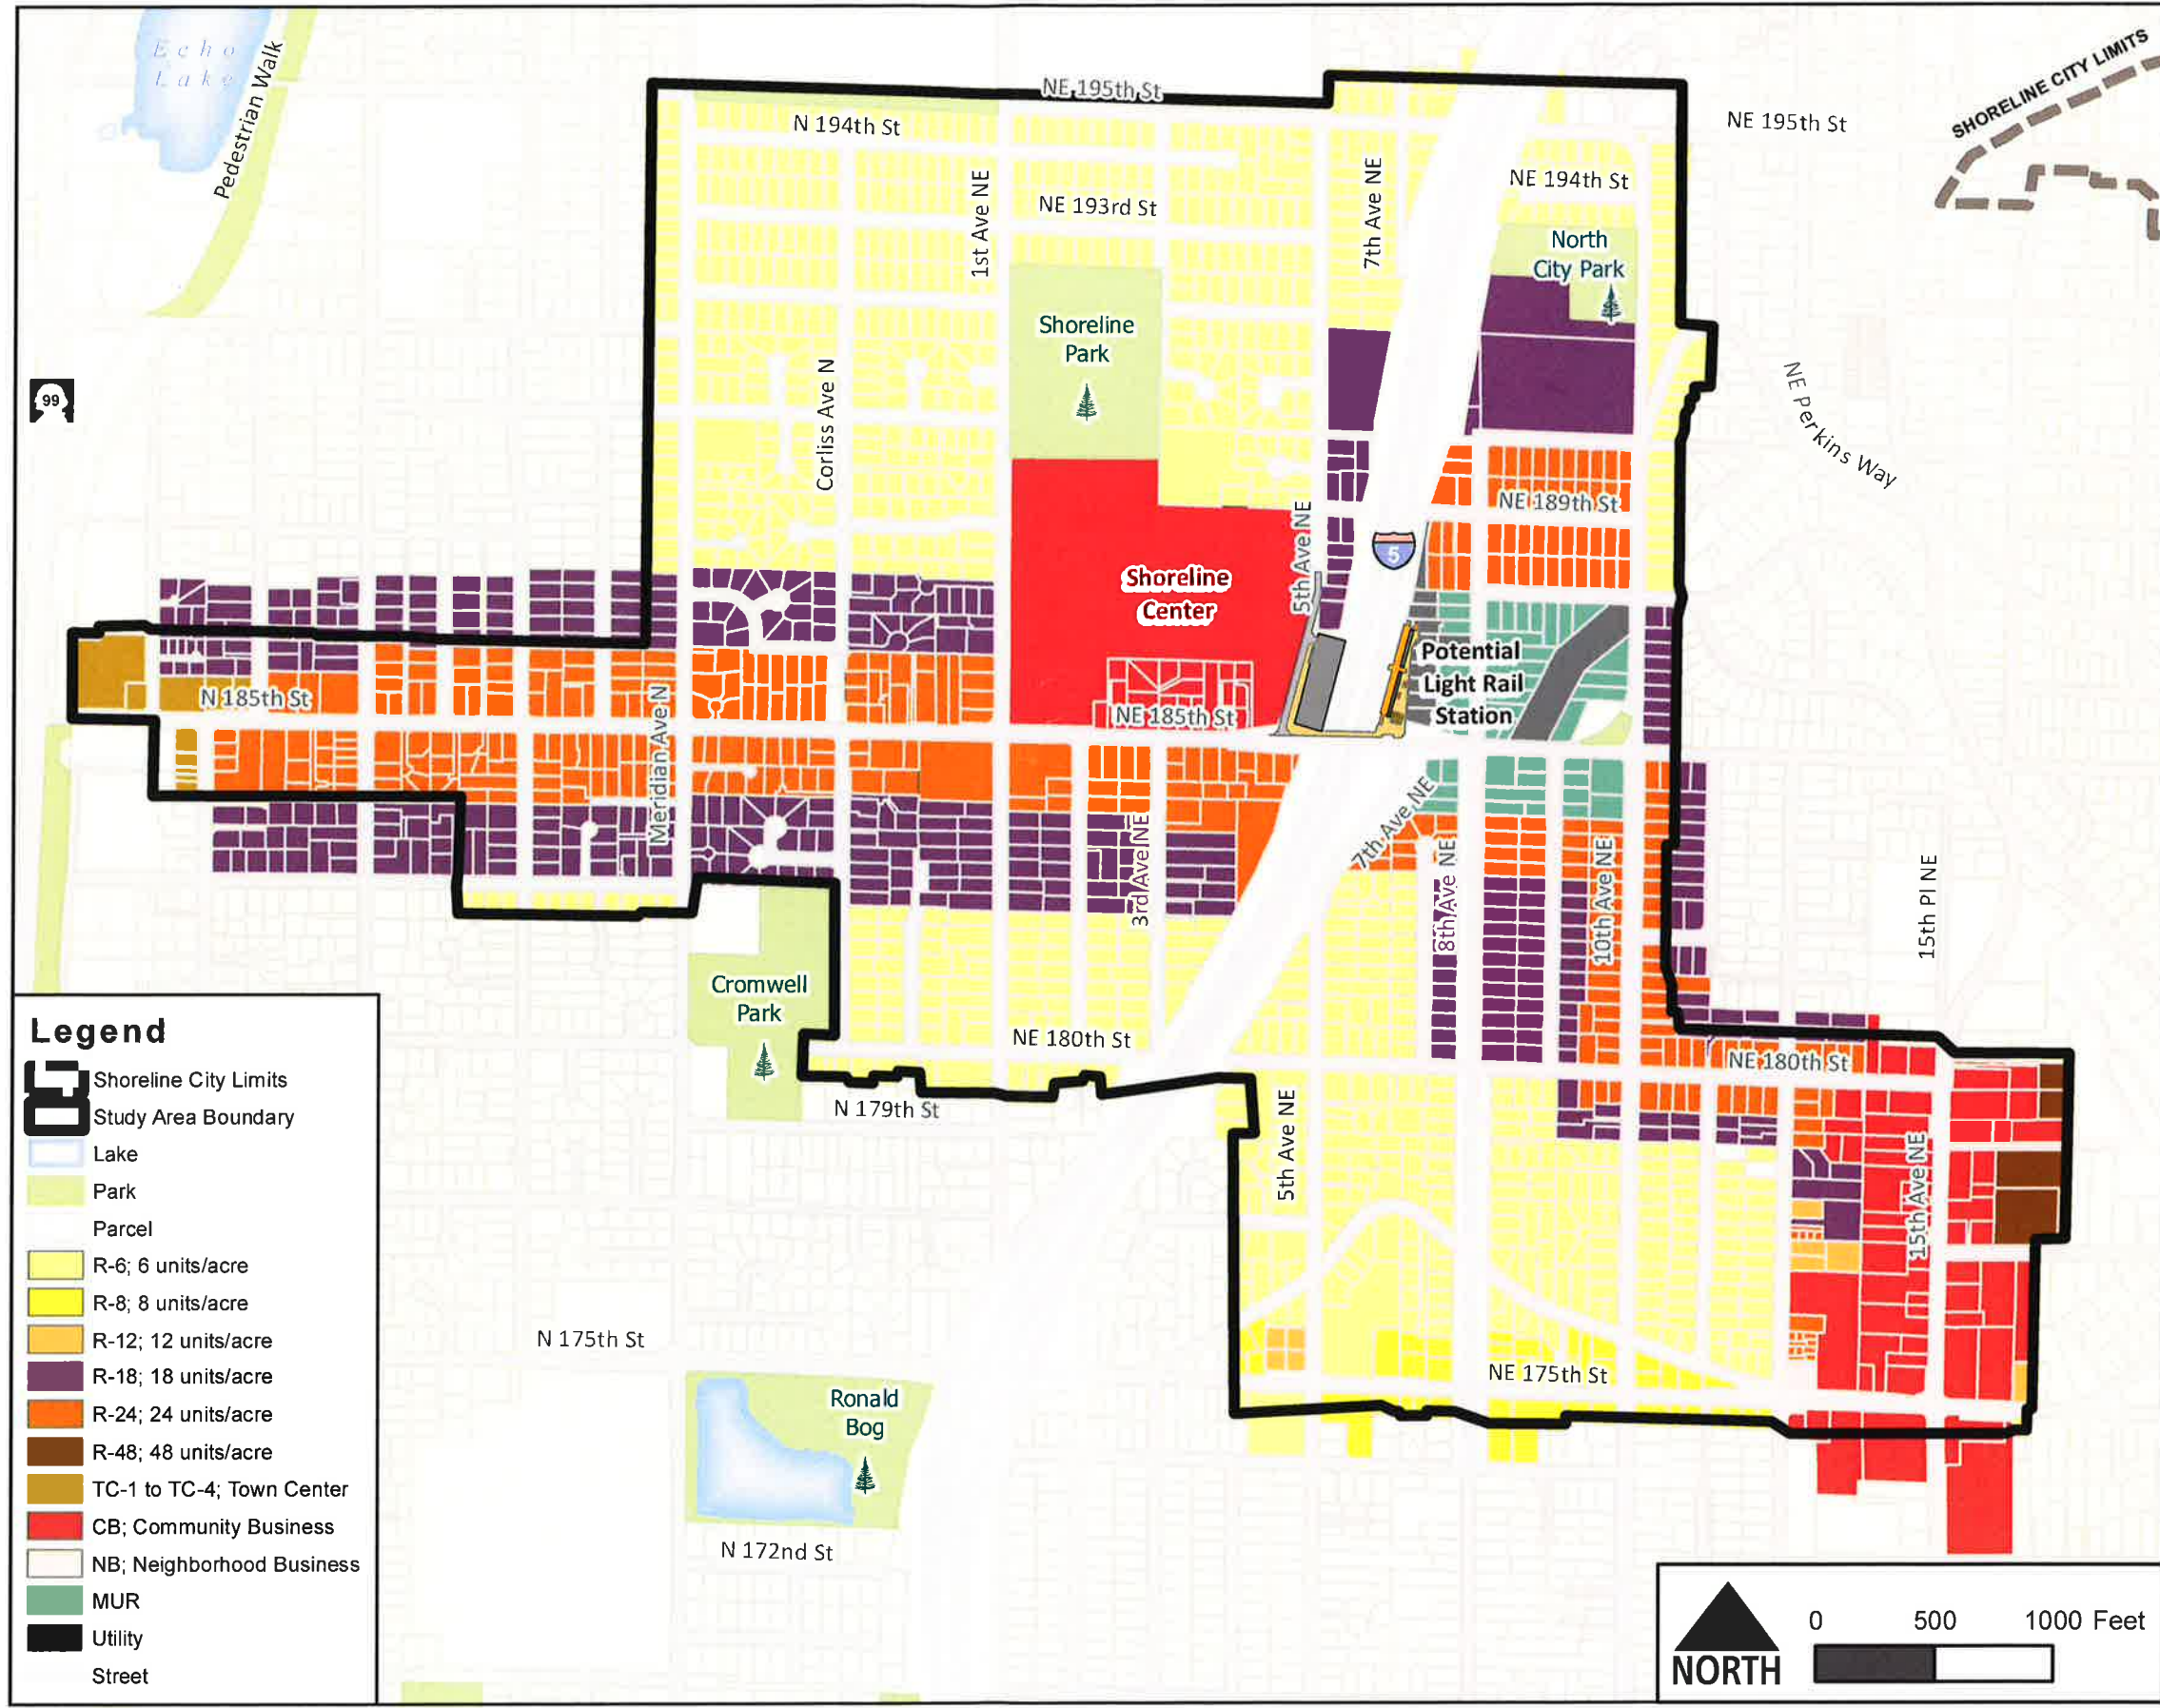 Echo
Lake
Pedestrian Walk
SHORELINE CITY LIMITS
NE 195th St
NE 195th St
N 194th St
NE 194th St
1st Ave NE
NE 193rd St
7th Ave NE
North
City Park
Shoreline
Park
99
Corliss Ave N
NE Perkins Way
NE 189th St
5th Ave NE
5
Shoreline
Center
Potential
Light Rail
Station
N 185th St
NE 185th St
Meridian Ave N
7th Ave NE
3rd Ave NE
8th Ave NE
10th Ave NE
15th Pl NE
Cromwell
Park
NE 180th St
NE 180th St
N 179th St
5th Ave NE
15th Ave NE
N 175th St
NE 175th St
Ronald
Bog
N 172nd St
Legend
Shoreline City Limits
Study Area Boundary
Lake
Park
Parcel
R-6; 6 units/acre
R-8; 8 units/acre
R-12; 12 units/acre
R-18; 18 units/acre
R-24; 24 units/acre
R-48; 48 units/acre
TC-1 to TC-4; Town Center
CB; Community Business
NB; Neighborhood Business
MUR
Utility
Street
0 500 1000 Feet
NORTH